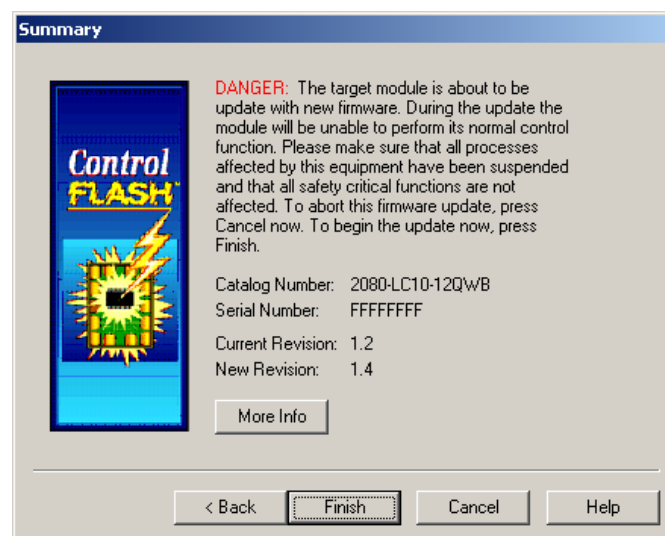 Summary
Control
FLASH
DANGER: The target module is about to be
update with new firmware. During the update the
module will be unable to perform its normal control
function. Please make sure that all processes
affected by this equipment have been suspended
and that all safety critical functions are not
affected. To abort this firmware update, press
Cancel now. To begin the update now, press
Finish.
Catalog Number: 2080-LC10-12QWB
Serial Number: FFFFFFFF
Current Revision: 1.2
New Revision: 1.4
More Info
< Back Finish Cancel Help